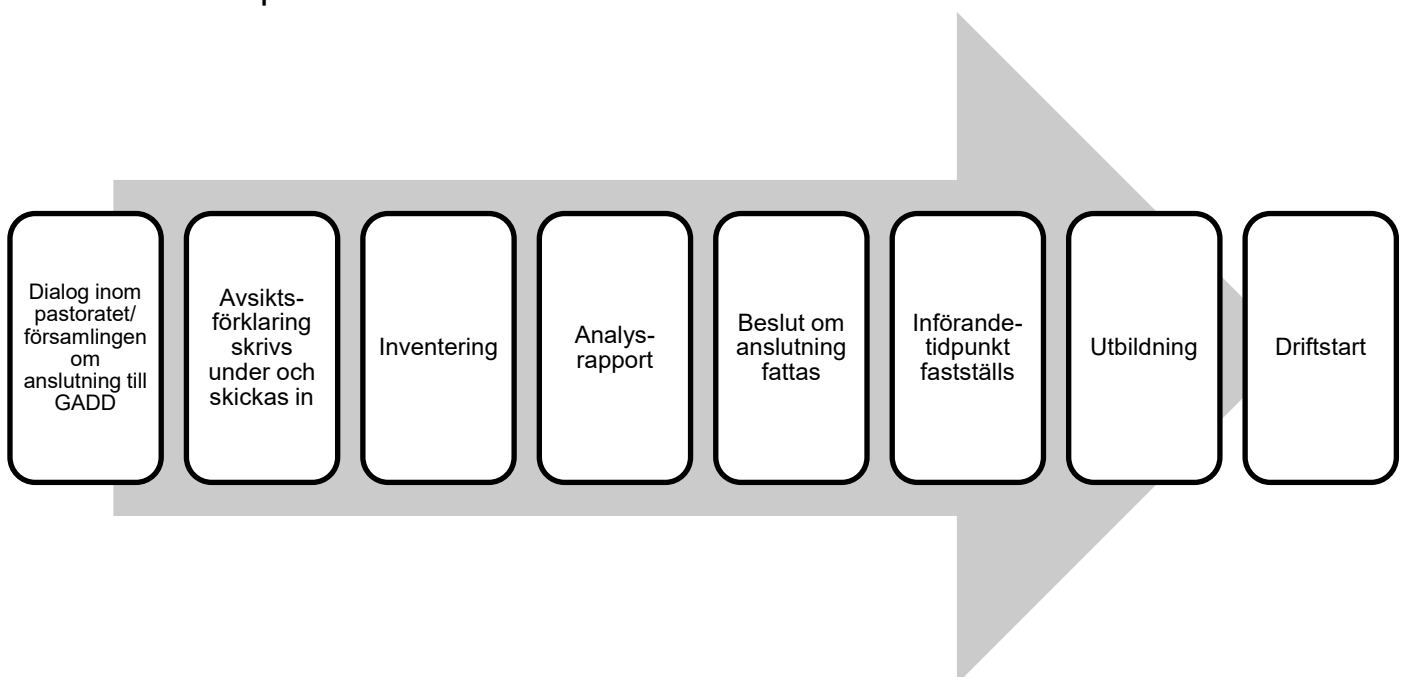 Dialog inom
pastoratet/
församlingen
om
anslutning till
GADD
Avsikts-
förklaring
skrivs
under och
skickas in
Inventering
Analys-
rapport
Beslut om
anslutning
fattas
Införande-
tidpunkt
fastställs
Utbildning
Driftstart